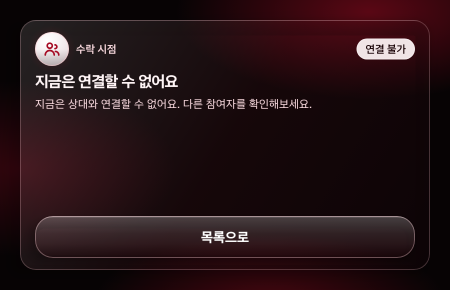 수락 시점
연결 불가
지금은 연결할 수 없어요
지금은 상대와 연결할 수 없어요. 다른 참여자를 확인해보세요.
목록으로